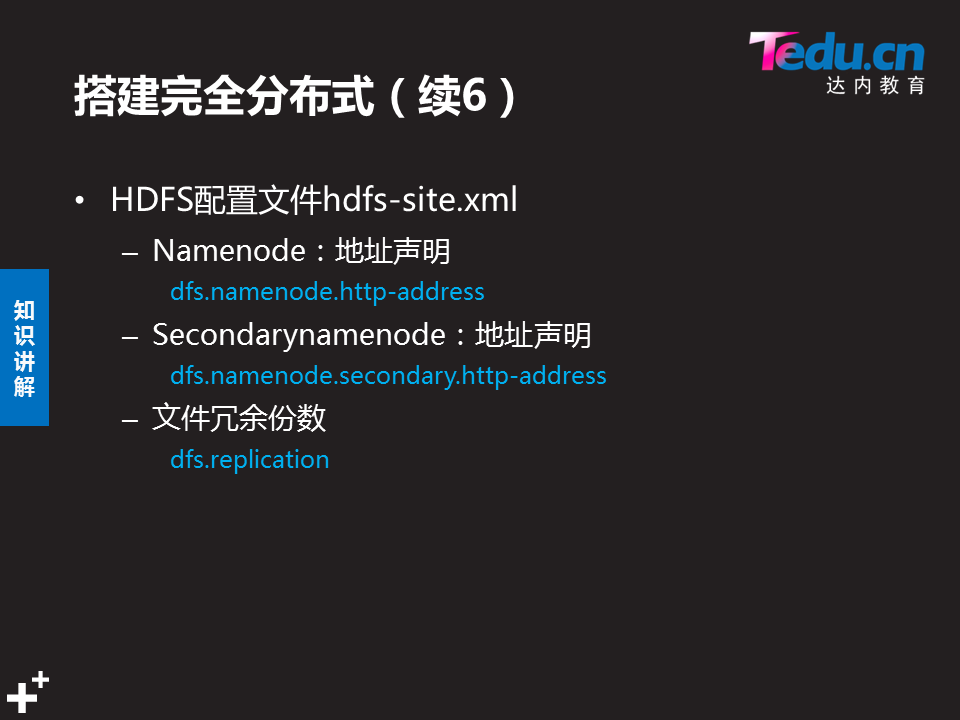 Tedu.cn
达内教育
搭建完全分布式（续6）
• HDFS配置文件hdfs-site.xml
– Namenode：地址声明
dfs.namenode.http-address
– Secondarynamenode：地址声明
dfs.namenode.secondary.http-address
– 文件冗余份数
dfs.replication
知识讲解